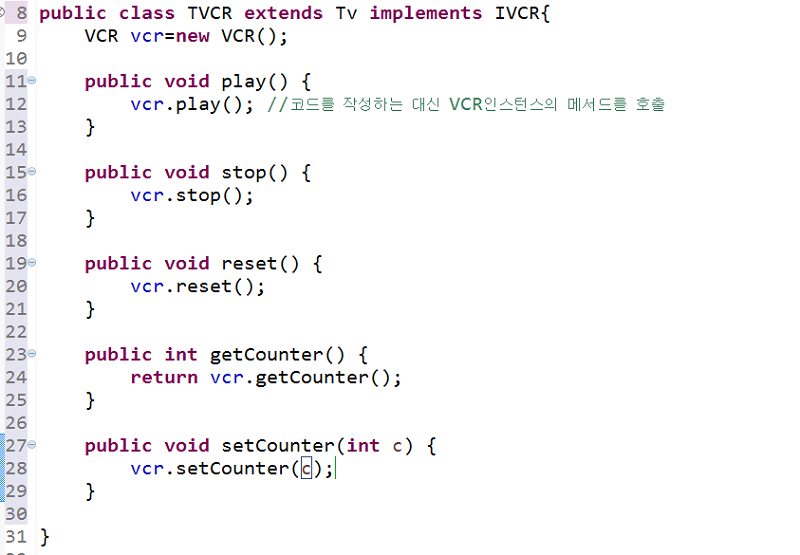 8 public class TVCR extends Tv implements IVCR{
9 VCR vcr=new VCR();
10
11 public void play() {
12 vcr.play(); //코드를 작성하는 대신 VCR인스턴스의 메서드를 호출
13 }
14
15 public void stop() {
16 vcr.stop();
17 }
18
19 public void reset() {
20 vcr.reset();
21 }
22
23 public int getCounter() {
24 return vcr.getCounter();
25 }
26
27 public void setCounter(int c) {
28 vcr.setCounter(c);
29 }
30
31 }